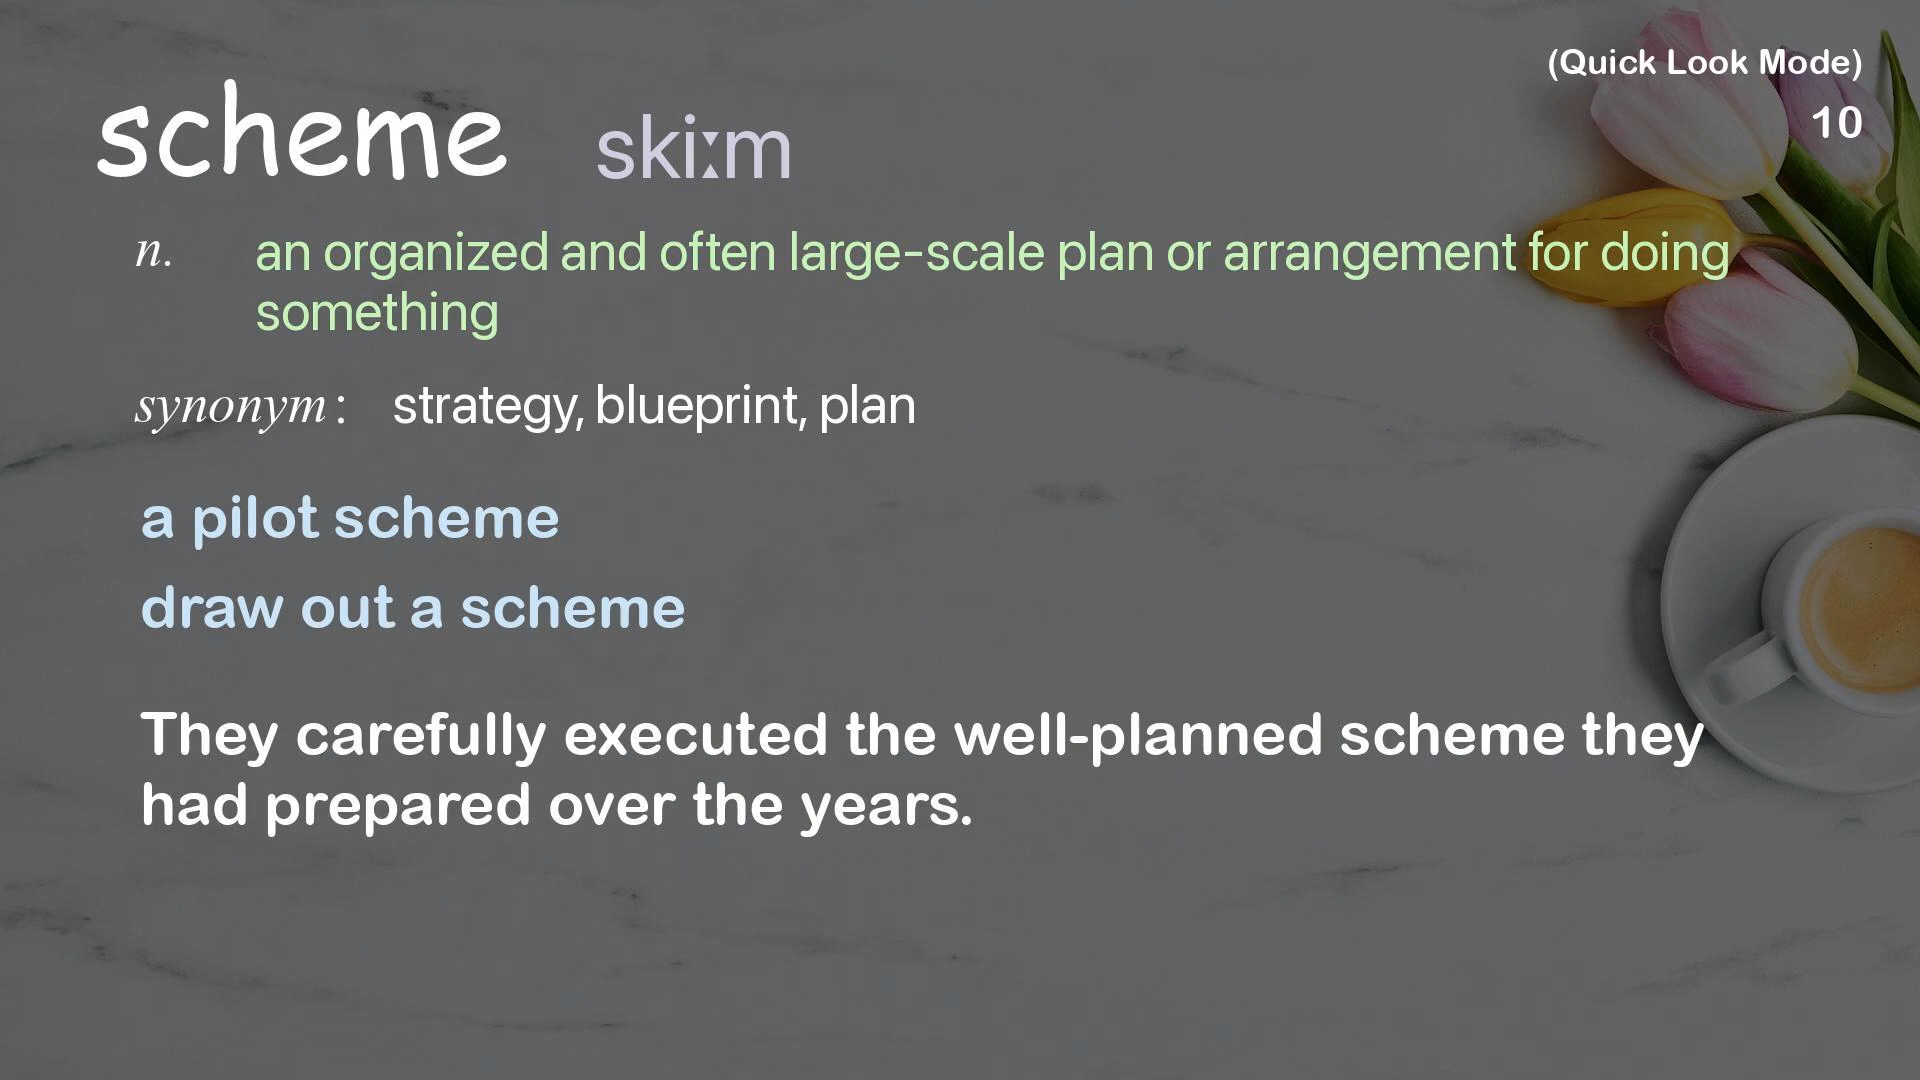 (Quick Look Mode)
10
scheme skiːm
n. an organized and often large-scale plan or arrangement for doing
something
synonym: strategy, blueprint, plan
a pilot scheme
draw out a scheme
They carefully executed the well-planned scheme they
had prepared over the years.